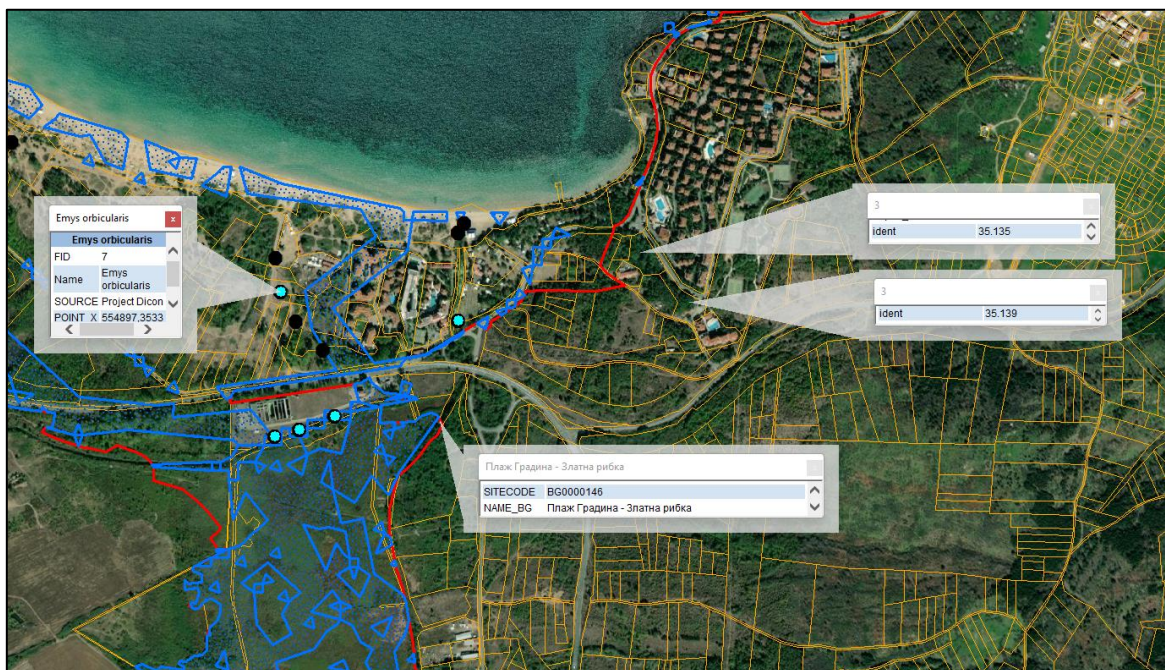 Emys orbicularis
x
Emys orbicularis
FID 7
Name Emys
orbicularis
SOURCE Project Dicon
POINT_X 554897,3533
3
ident 35.135
3
ident 35.139
Плаж Градина - Златна рибка
SITECODE BG0000146
NAME_BG Плаж Градина - Златна рибка